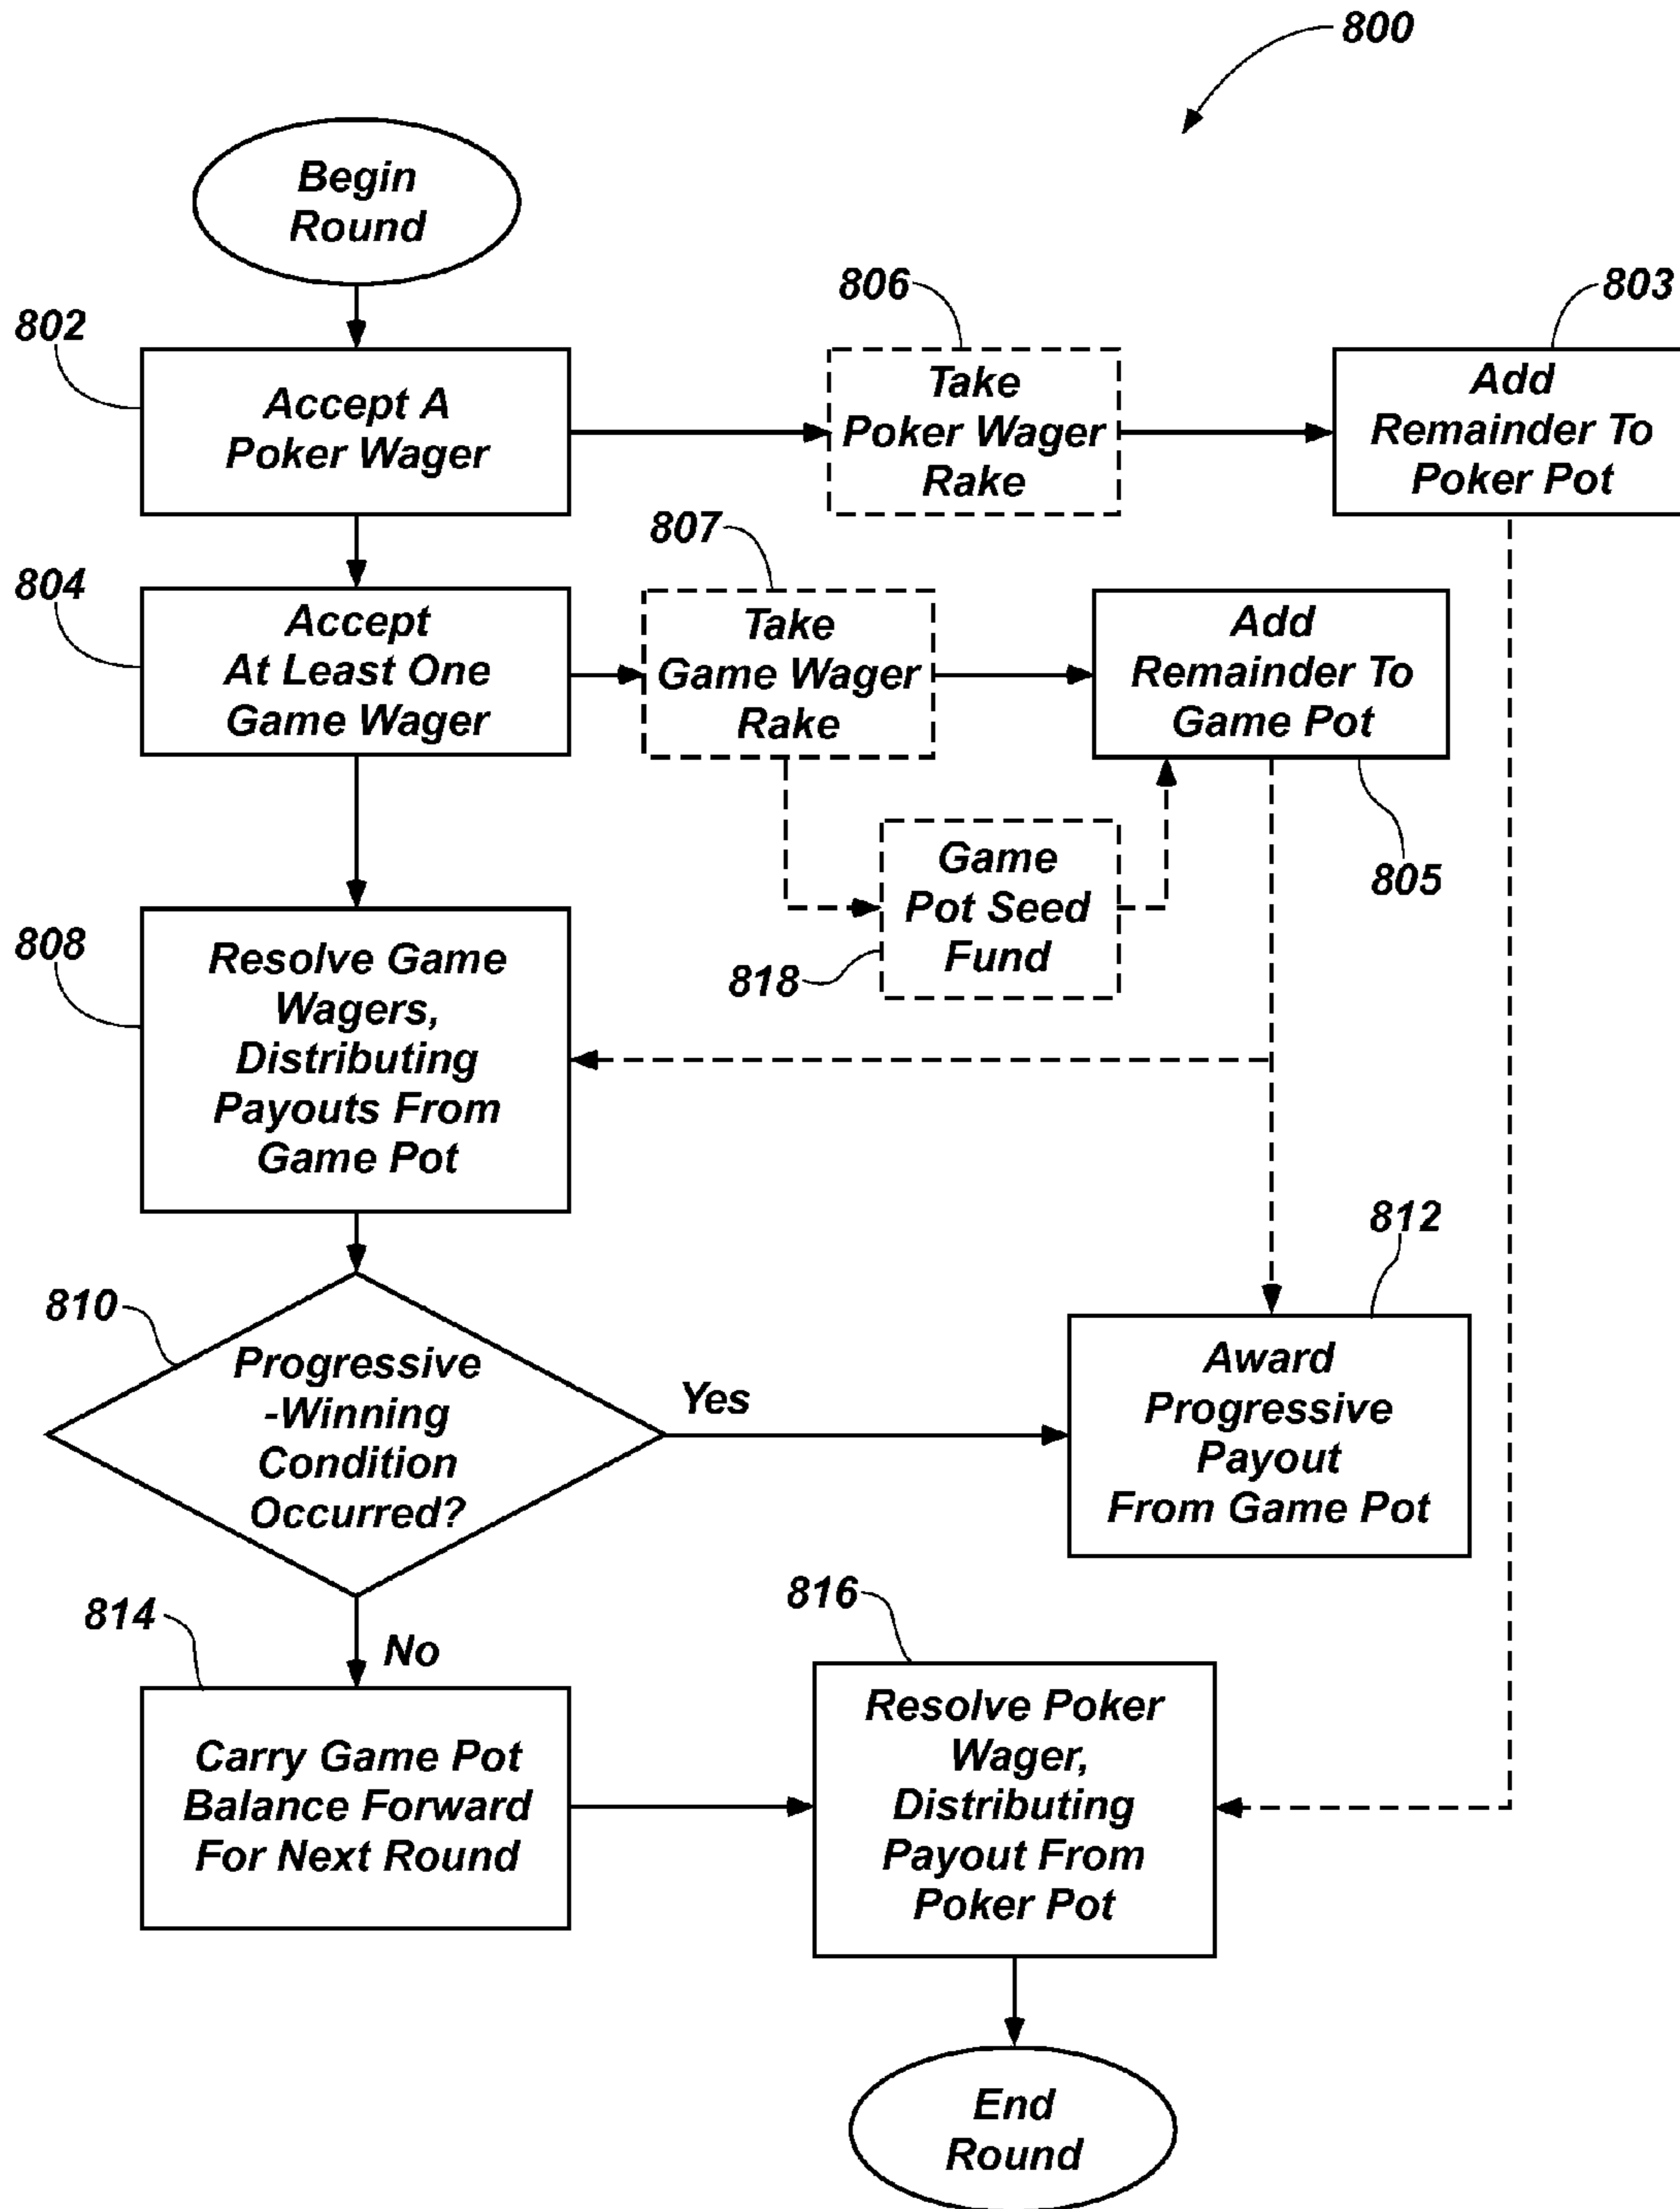 800
Begin
Round
806
803
802
Accept A
Poker Wager
Take
Poker Wager
Rake
Add
Remainder To
Poker Pot
807
804
Accept
At Least One
Game Wager
Take
Game Wager
Rake
Add
Remainder To
Game Pot
805
Game
Pot Seed
Fund
818
808
Resolve Game
Wagers,
Distributing
Payouts From
Game Pot
812
810
Progressive
-Winning
Condition
Occurred?
Yes
Award
Progressive
Payout
From Game Pot
816
814
No
Carry Game Pot
Balance Forward
For Next Round
Resolve Poker
Wager,
Distributing
Payout From
Poker Pot
End
Round